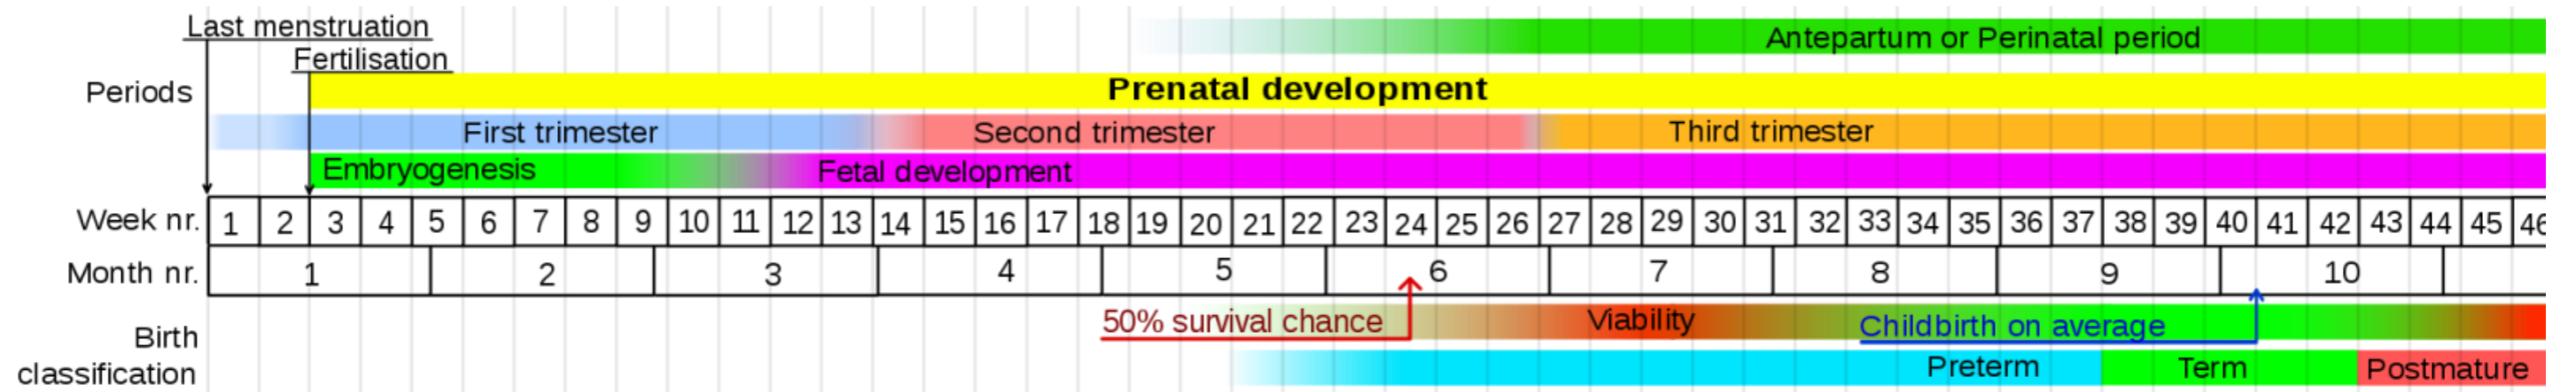 Last menstruation
Fertilisation
Antepartum or Perinatal period
Periods
Prenatal development
First trimester Second trimester Third trimester
Embryogenesis Fetal development
Week nr. 1 2 3 4 5 6 7 8 9 10 11 12 13 14 15 16 17 18 19 20 21 22 23 24 25 26 27 28 29 30 31 32 33 34 35 36 37 38 39 40 41 42 43 44 45 46
Month nr. 1 2 3 4 5 6 7 8 9 10
50% survival chance Viability Childbirth on average
Birth
classification
Preterm Term Postmature